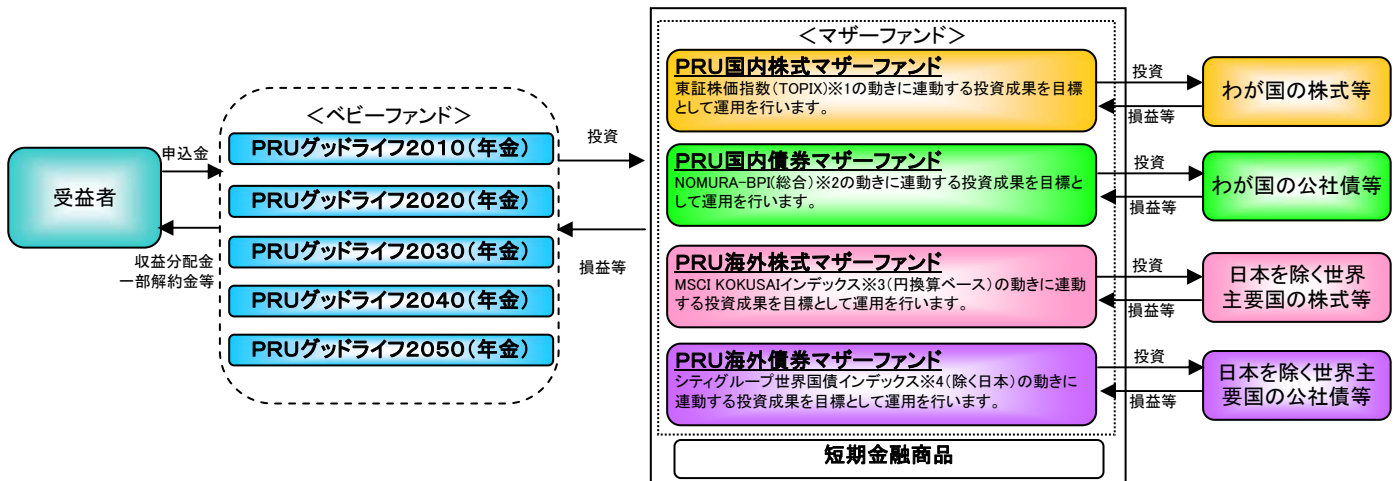 受益者
申込金
収益分配金
一部解約金等
＜ベビーファンド＞
PRUグッドライフ2010（年金）
PRUグッドライフ2020（年金）
PRUグッドライフ2030（年金）
PRUグッドライフ2040（年金）
PRUグッドライフ2050（年金）
投資
損益等
＜マザーファンド＞
PRU国内株式マザーファンド
東証株価指数（TOPIX）※1の動きに連動する投資成果を目標
として運用を行います。
投資
損益等
わが国の株式等
PRU国内債券マザーファンド
NOMURA-BPI(総合)※2の動きに連動する投資成果を目標と
して運用を行います。
投資
損益等
わが国の公社債等
PRU海外株式マザーファンド
MSCI KOKUSAIインデックス※3（円換算ベース）の動きに連動
する投資成果を目標として運用を行います。
投資
損益等
日本を除く世界
主要国の株式等
PRU海外債券マザーファンド
シティグループ世界国債インデックス※4（除く日本）の動きに
連動する投資成果を目標として運用を行います。
投資
損益等
日本を除く世界主
要国の公社債等
短期金融商品